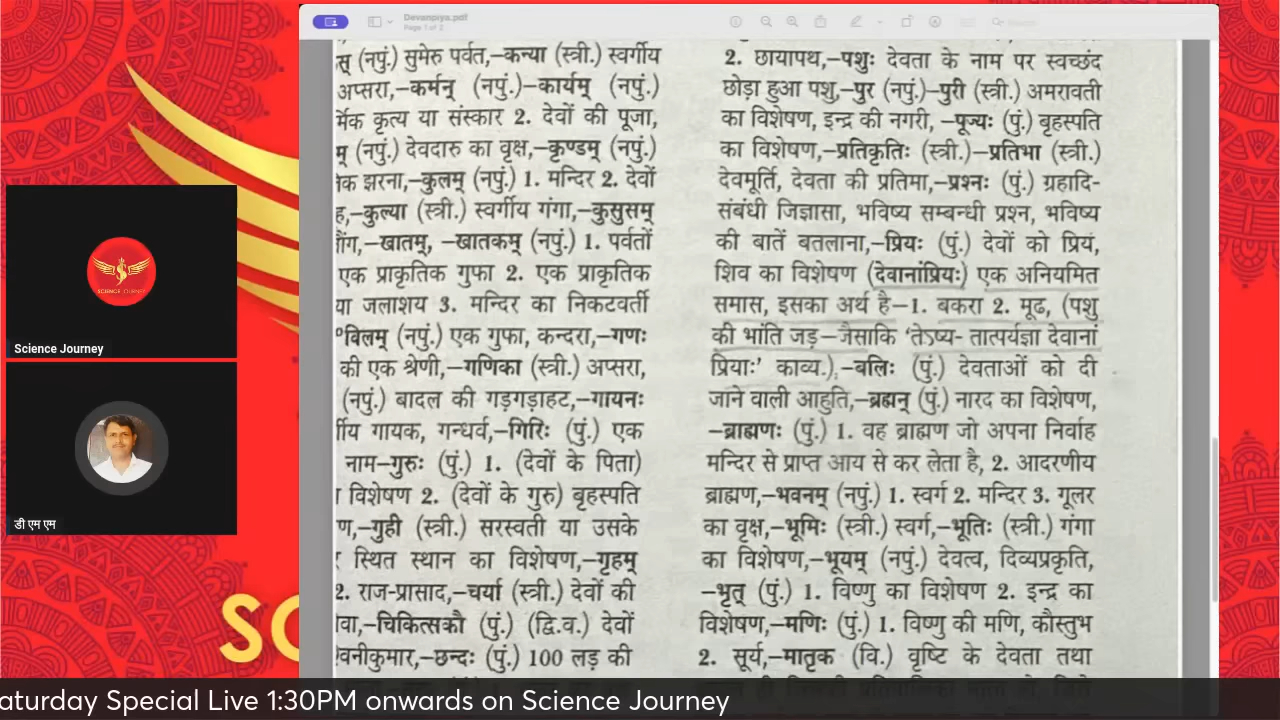 Devanpiya.pdf
Page 1 of 2
Search
स् (नपुं.) सुमेरु पर्वत,–कन्या (स्त्री.) स्वर्गीय
अप्सरा,–कर्मन् (नपुं.)–कार्यम् (नपुं.)
र्मिक कृत्य या संस्कार 2. देवों की पूजा,
म् (नपुं.) देवदारु का वृक्ष,–कृण्डम् (नपुं.)
झरना,–कुलम् (नपुं.) 1. मन्दिर 2. देवों
ह,–कुल्या (स्त्री.) स्वर्गीय गंगा,–कुसुसम्
–खातम्, –खातकम् (नपुं.) 1. पर्वतों
एक प्राकृतिक गुफा 2. एक प्राकृतिक
या जलाशय 3. मन्दिर का निकटवर्ती
°बिलम् (नपुं.) एक गुफा, कन्दरा,–गणः
की एक श्रेणी,–गणिका (स्त्री.) अप्सरा,
(नपुं.) बादल की गड़गड़ाहट,–गायनः
गीय गायक, गन्धर्व,–गिरिः (पुं.) एक
नाम–गुरुः (पुं.) 1. (देवों के पिता)
विशेषण 2. (देवों के गुरु) बृहस्पति
ण,–गुही (स्त्री.) सरस्वती या उसके
स्थित स्थान का विशेषण,–गृहम्
2. राज-प्रासाद,–चर्या (स्त्री.) देवों की
वा,–चिकित्सकौ (पुं.) (द्वि.व.) देवों
वनीकुमार,–छन्दः (पुं.) 100 लड़ की
2. छायापथ,–पशुः देवता के नाम पर स्वच्छंद
छोड़ा हुआ पशु,–पुर (नपुं.)–पुरी (स्त्री.) अमरावती
का विशेषण, इन्द्र की नगरी, –पूज्यः (पुं.) बृहस्पति
का विशेषण,–प्रतिकृतिः (स्त्री.)–प्रतिभा (स्त्री.)
देवमूर्ति, देवता की प्रतिमा,–प्रश्नः (पुं.) ग्रहादि-
संबंधी जिज्ञासा, भविष्य सम्बन्धी प्रश्न, भविष्य
की बातें बतलाना,–प्रियः (पुं.) देवों को प्रिय,
शिव का विशेषण (देवानांप्रियः) एक अनियमित
समास, इसका अर्थ है–1. बकरा 2. मूढ, (पशु
की भांति जड़–जैसाकि 'तेऽष्य- तात्पर्यज्ञा देवानां
प्रियाः' काव्य.),–बलिः (पुं.) देवताओं को दी
जाने वाली आहुति,–ब्रह्मन् (पुं.) नारद का विशेषण,
–ब्राह्मणः (पुं.) 1. वह ब्राह्मण जो अपना निर्वाह
मन्दिर से प्राप्त आय से कर लेता है, 2. आदरणीय
ब्राह्मण,–भवनम् (नपुं.) 1. स्वर्ग 2. मन्दिर 3. गूलर
का वृक्ष,–भूमिः (स्त्री.) स्वर्ग,–भूतिः (स्त्री.) गंगा
का विशेषण,–भूयम् (नपुं.) देवत्व, दिव्यप्रकृति,
–भृत् (पुं.) 1. विष्णु का विशेषण 2. इन्द्र का
विशेषण,–मणिः (पुं.) 1. विष्णु की मणि, कौस्तुभ
2. सूर्य,–मातृक (वि.) वृष्टि के देवता तथा
SCIENCE JOURNEY
Science Journey
डी एम एम
SC
aturday Special Live 1:30PM onwards on Science Journey